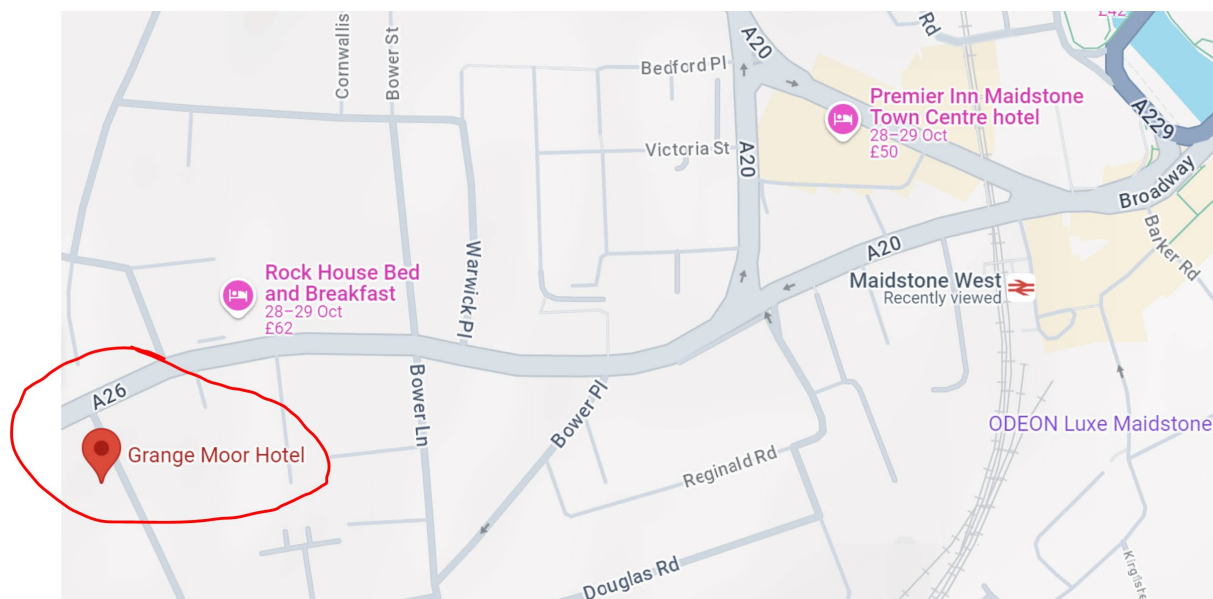 £42
A20
Rd
Cornwallis
Bower St
Bedford Pl
Premier Inn Maidstone
Town Centre hotel
28–29 Oct
£50
A229
Victoria St
A20
Broadway
Barker Rd
Warwick Pl
A20
Rock House Bed
and Breakfast
28–29 Oct
£62
Maidstone West
Recently viewed
A26
Bower Ln
Bower Pl
ODEON Luxe Maidstone
Grange Moor Hotel
Reginald Rd
Douglas Rd